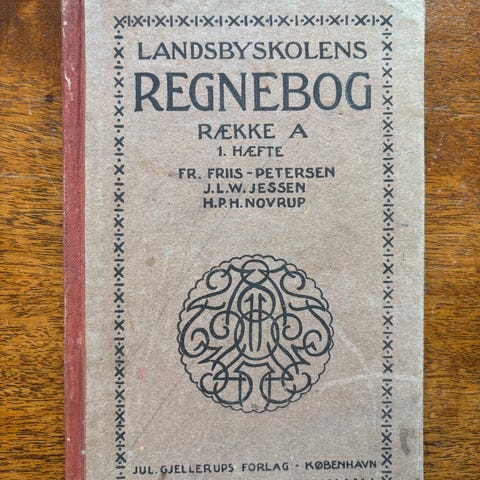 LANDSBYSKOLENS
REGNEBOG
RÆKKE A
1. HÆFTE
FR. FRIIS-PETERSEN
J.L.W. JESSEN
H.P.H. NOVRUP
JUL. GJELLERUPS FORLAG · KØBENHAVN